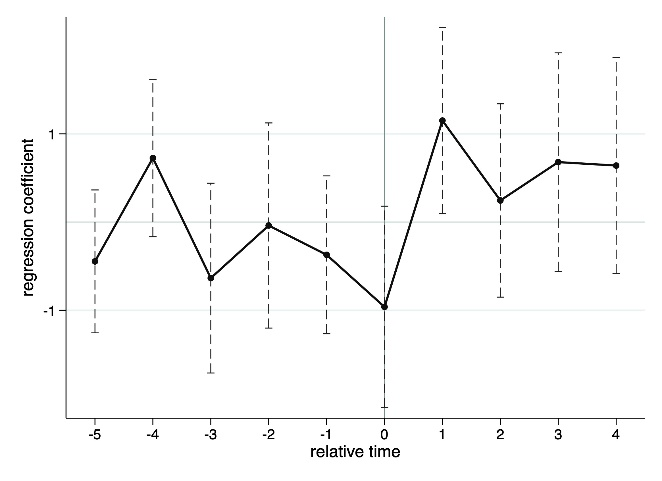 regression coefficient
1
-1
-5 -4 -3 -2 -1 0 1 2 3 4
relative time